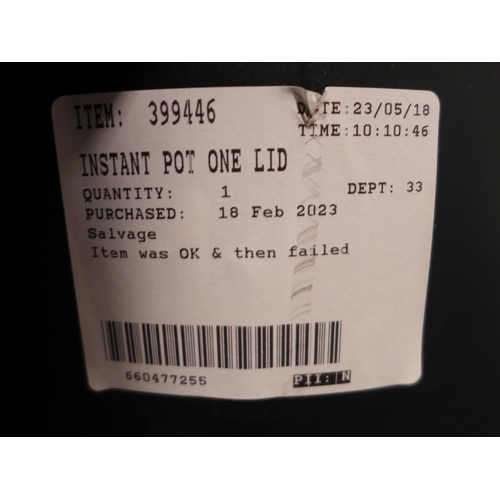 ITEM: 399446 DATE:23/05/18
TIME:10:10:46
INSTANT POT ONE LID
QUANTITY: 1 DEPT: 33
PURCHASED: 18 Feb 2023
Salvage
Item was OK & then failed
660477255 PII: N